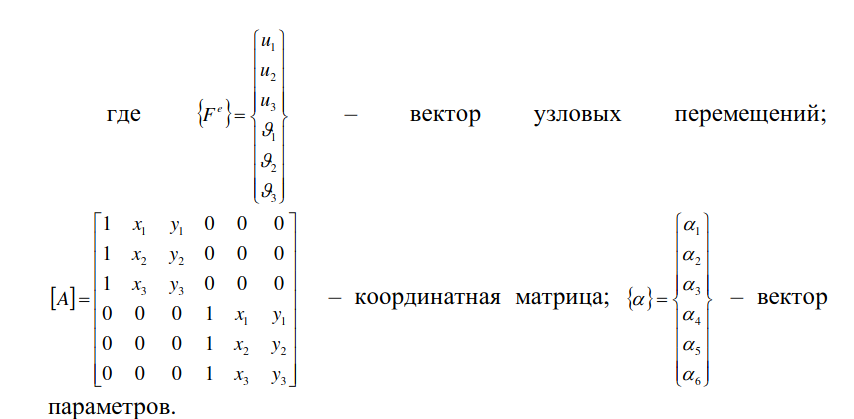 где {Fᵉ} = {u₁ u₂ u₃ ϑ₁ ϑ₂ ϑ₃} – вектор узловых перемещений;
[A] = [1 x₁ y₁ 0 0 0
1 x₂ y₂ 0 0 0
1 x₃ y₃ 0 0 0
0 0 0 1 x₁ y₁
0 0 0 1 x₂ y₂
0 0 0 1 x₃ y₃] – координатная матрица; {α} = {α₁ α₂ α₃ α₄ α₅ α₆} – вектор
параметров.